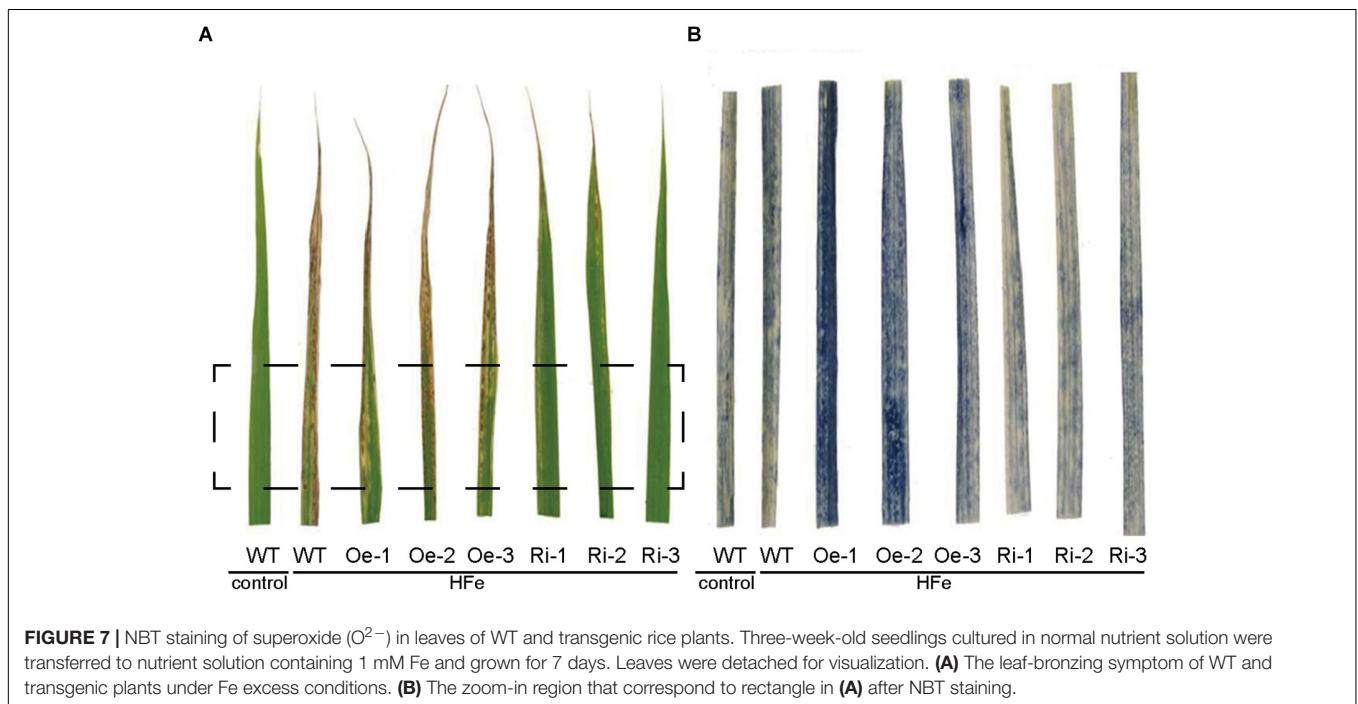 A B
WT WT Oe-1 Oe-2 Oe-3 Ri-1 Ri-2 Ri-3 WT WT Oe-1 Oe-2 Oe-3 Ri-1 Ri-2 Ri-3
control HFe control HFe
FIGURE 7 | NBT staining of superoxide (O²⁻) in leaves of WT and transgenic rice plants. Three-week-old seedlings cultured in normal nutrient solution were
transferred to nutrient solution containing 1 mM Fe and grown for 7 days. Leaves were detached for visualization. (A) The leaf-bronzing symptom of WT and
transgenic plants under Fe excess conditions. (B) The zoom-in region that correspond to rectangle in (A) after NBT staining.